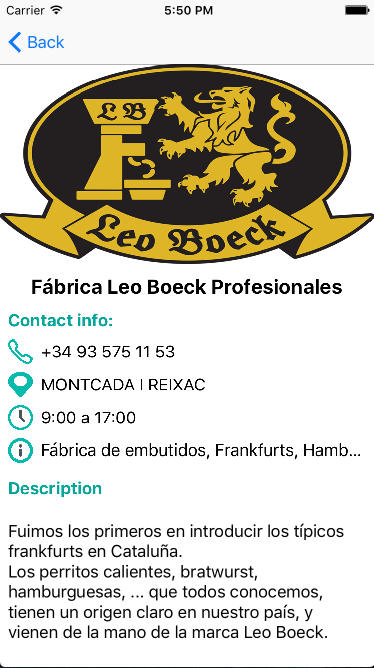 Carrier 5:50 PM
Back
L B
Leo Boeck
Fábrica Leo Boeck Profesionales
Contact info:
+34 93 575 11 53
MONTCADA I REIXAC
9:00 a 17:00
Fábrica de embutidos, Frankfurts, Hamb...
Description
Fuimos los primeros en introducir los típicos
frankfurts en Cataluña.
Los perritos calientes, bratwurst,
hamburguesas, ... que todos conocemos,
tienen un origen claro en nuestro país, y
vienen de la mano de la marca Leo Boeck.